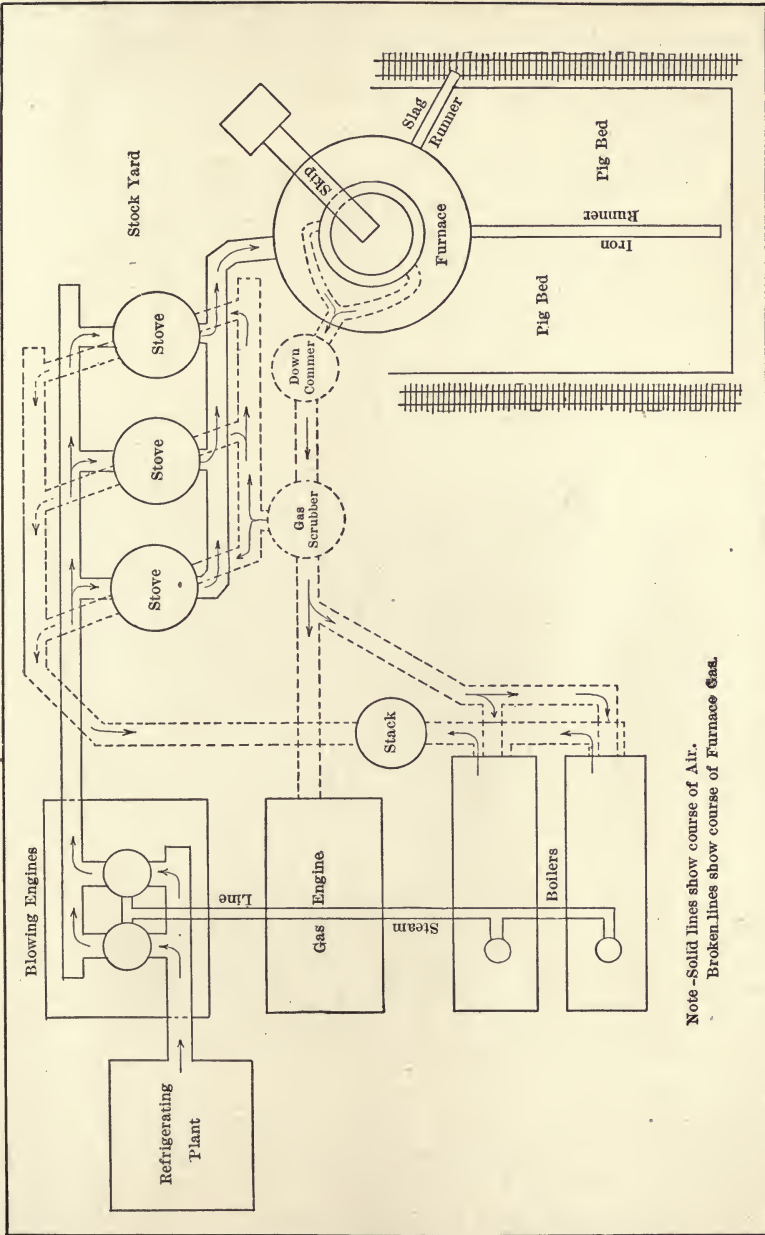 Stock Yard
Skip
Slag
Runner
Furnace
Iron
Runner
Pig Bed
Pig Bed
Stove
Stove
Stove
Down
Commer
Gas
Scrubber
Stack
Blowing Engines
Refrigerating
Plant
Gas Engine
Steam Line
Boilers
Note-Solid lines show course of Air.
Broken lines show course of Furnace Gas.